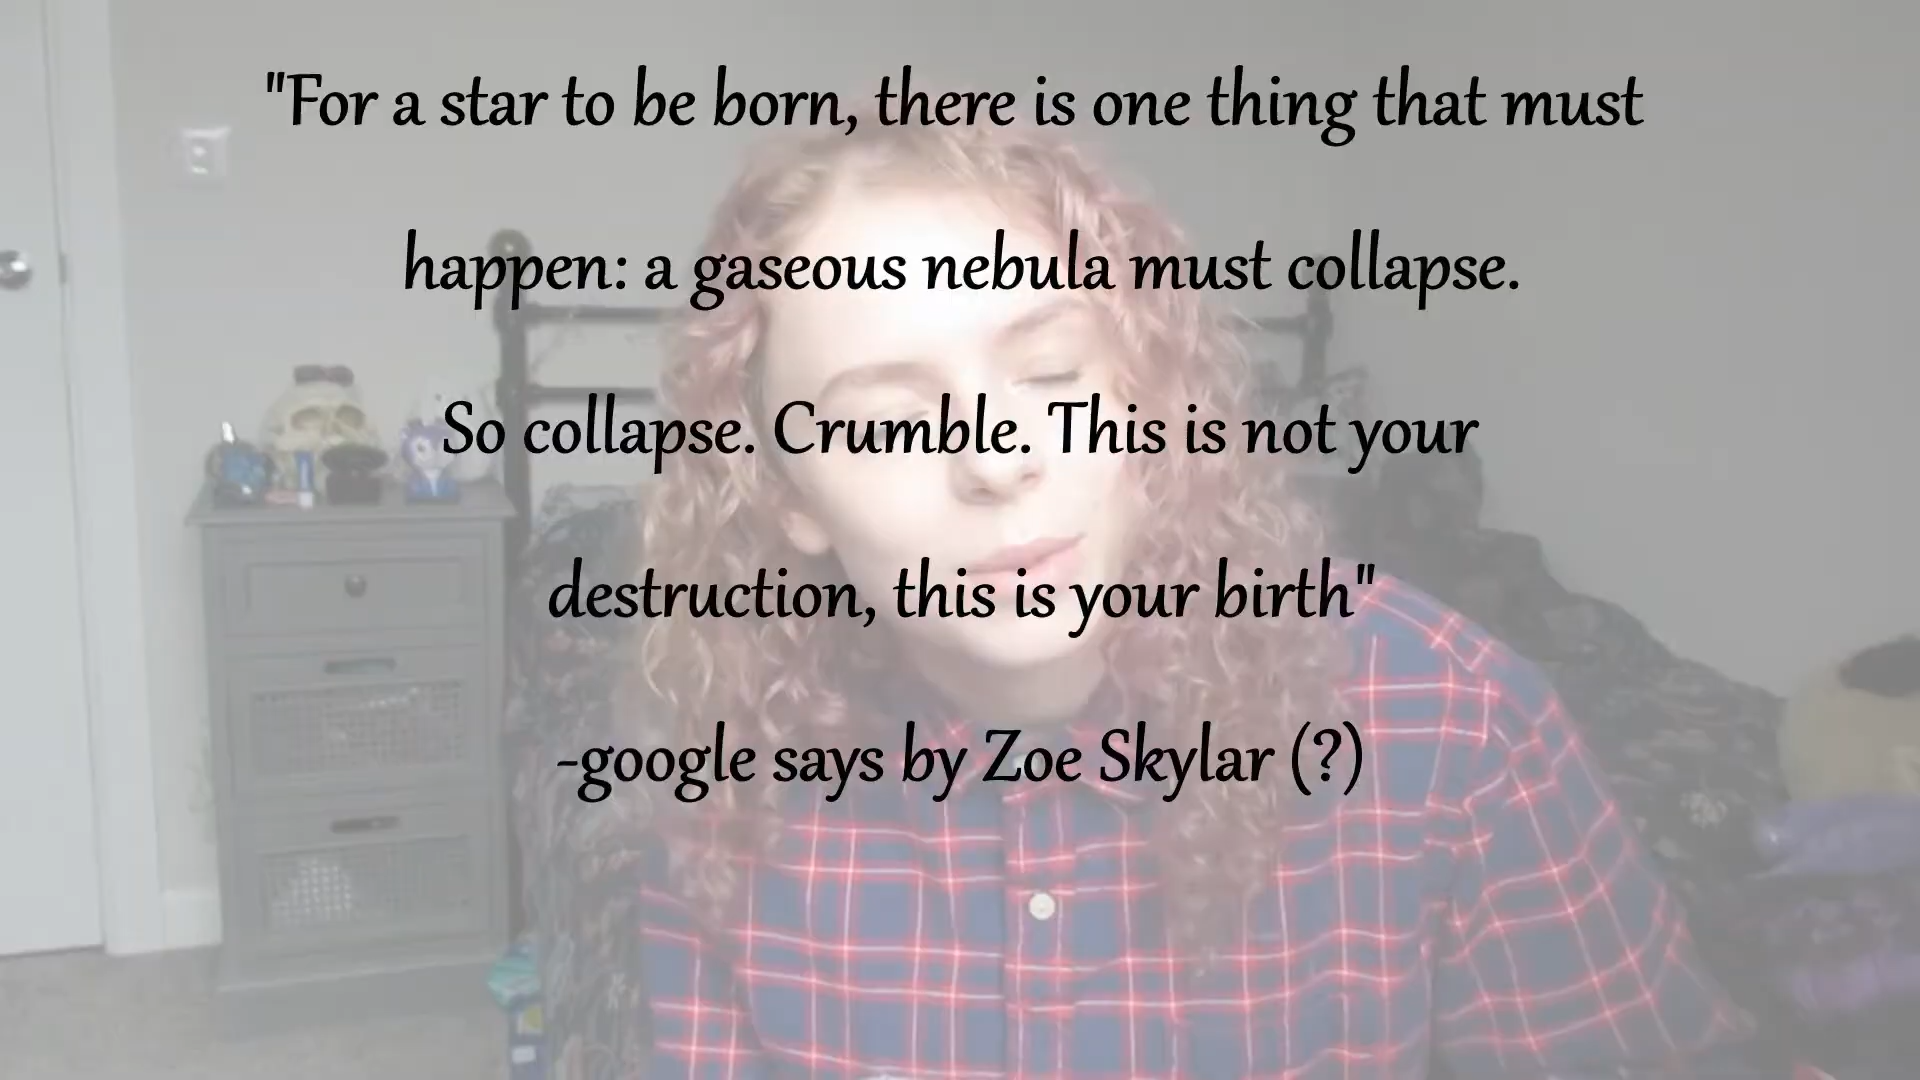 "For a star to be born, there is one thing that must
happen: a gaseous nebula must collapse.
So collapse. Crumble. This is not your
destruction, this is your birth"
-google says by Zoe Skylar (?)